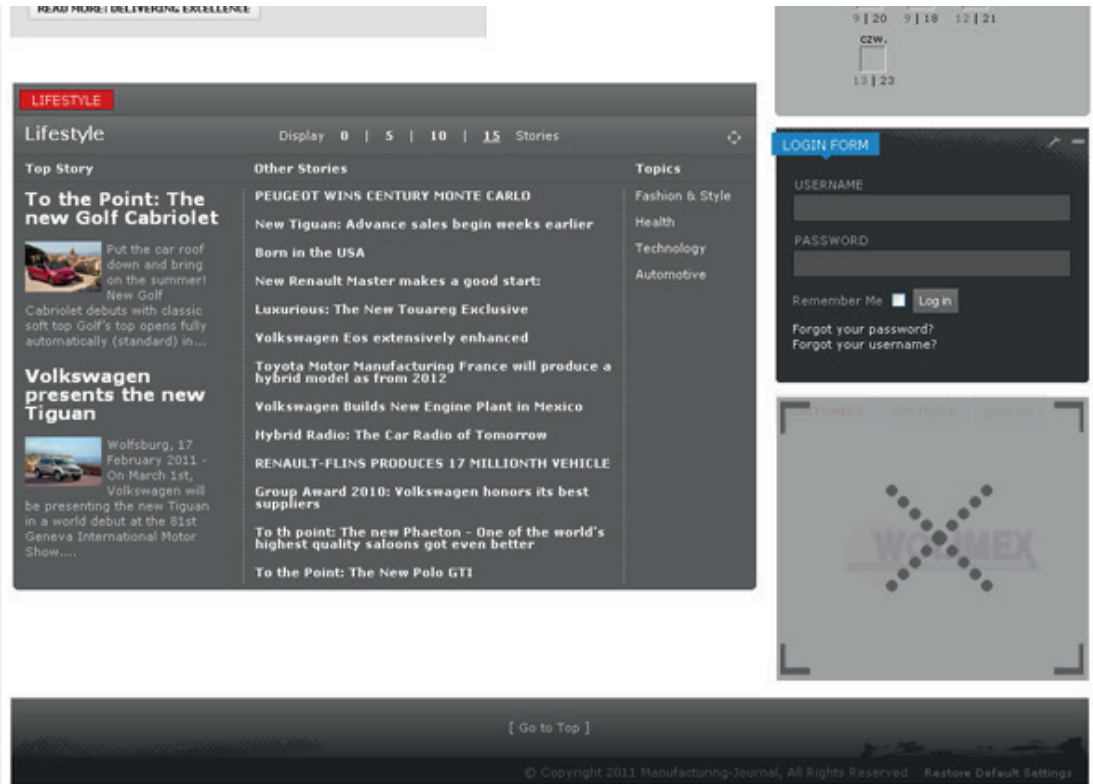 READ MORE: DELIVERING EXCELLENCE
9 | 20 9 | 18 12 | 21
czw.
13 | 23
LIFESTYLE
Lifestyle
Display 0 | 5 | 10 | 15 Stories
Top Story
To the Point: The
new Golf Cabriolet
Put the car roof
down and bring
on the summer!
New Golf
Cabriolet debuts with classic
soft top Golf's top opens fully
automatically (standard) in...
Volkswagen
presents the new
Tiguan
Wolfsburg, 17
February 2011 -
On March 1st,
Volkswagen will
be presenting the new Tiguan
in a world debut at the 81st
Geneva International Motor
Show....
Other Stories
PEUGEOT WINS CENTURY MONTE CARLO
New Tiguan: Advance sales begin weeks earlier
Born in the USA
New Renault Master makes a good start:
Luxurious: The New Touareg Exclusive
Volkswagen Eos extensively enhanced
Toyota Motor Manufacturing France will produce a
hybrid model as from 2012
Volkswagen Builds New Engine Plant in Mexico
Hybrid Radio: The Car Radio of Tomorrow
RENAULT-FLINS PRODUCES 17 MILLIONTH VEHICLE
Group Award 2010: Volkswagen honors its best
suppliers
To th point: The new Phaeton - One of the world's
highest quality saloons got even better
To the Point: The New Polo GTI
Topics
Fashion & Style
Health
Technology
Automotive
LOGIN FORM
USERNAME
PASSWORD
Remember Me Log in
Forgot your password?
Forgot your username?
CUSTOMERS
[ Go to Top ]
© Copyright 2011 Manufacturing-Journal, All Rights Reserved Restore Default Settings